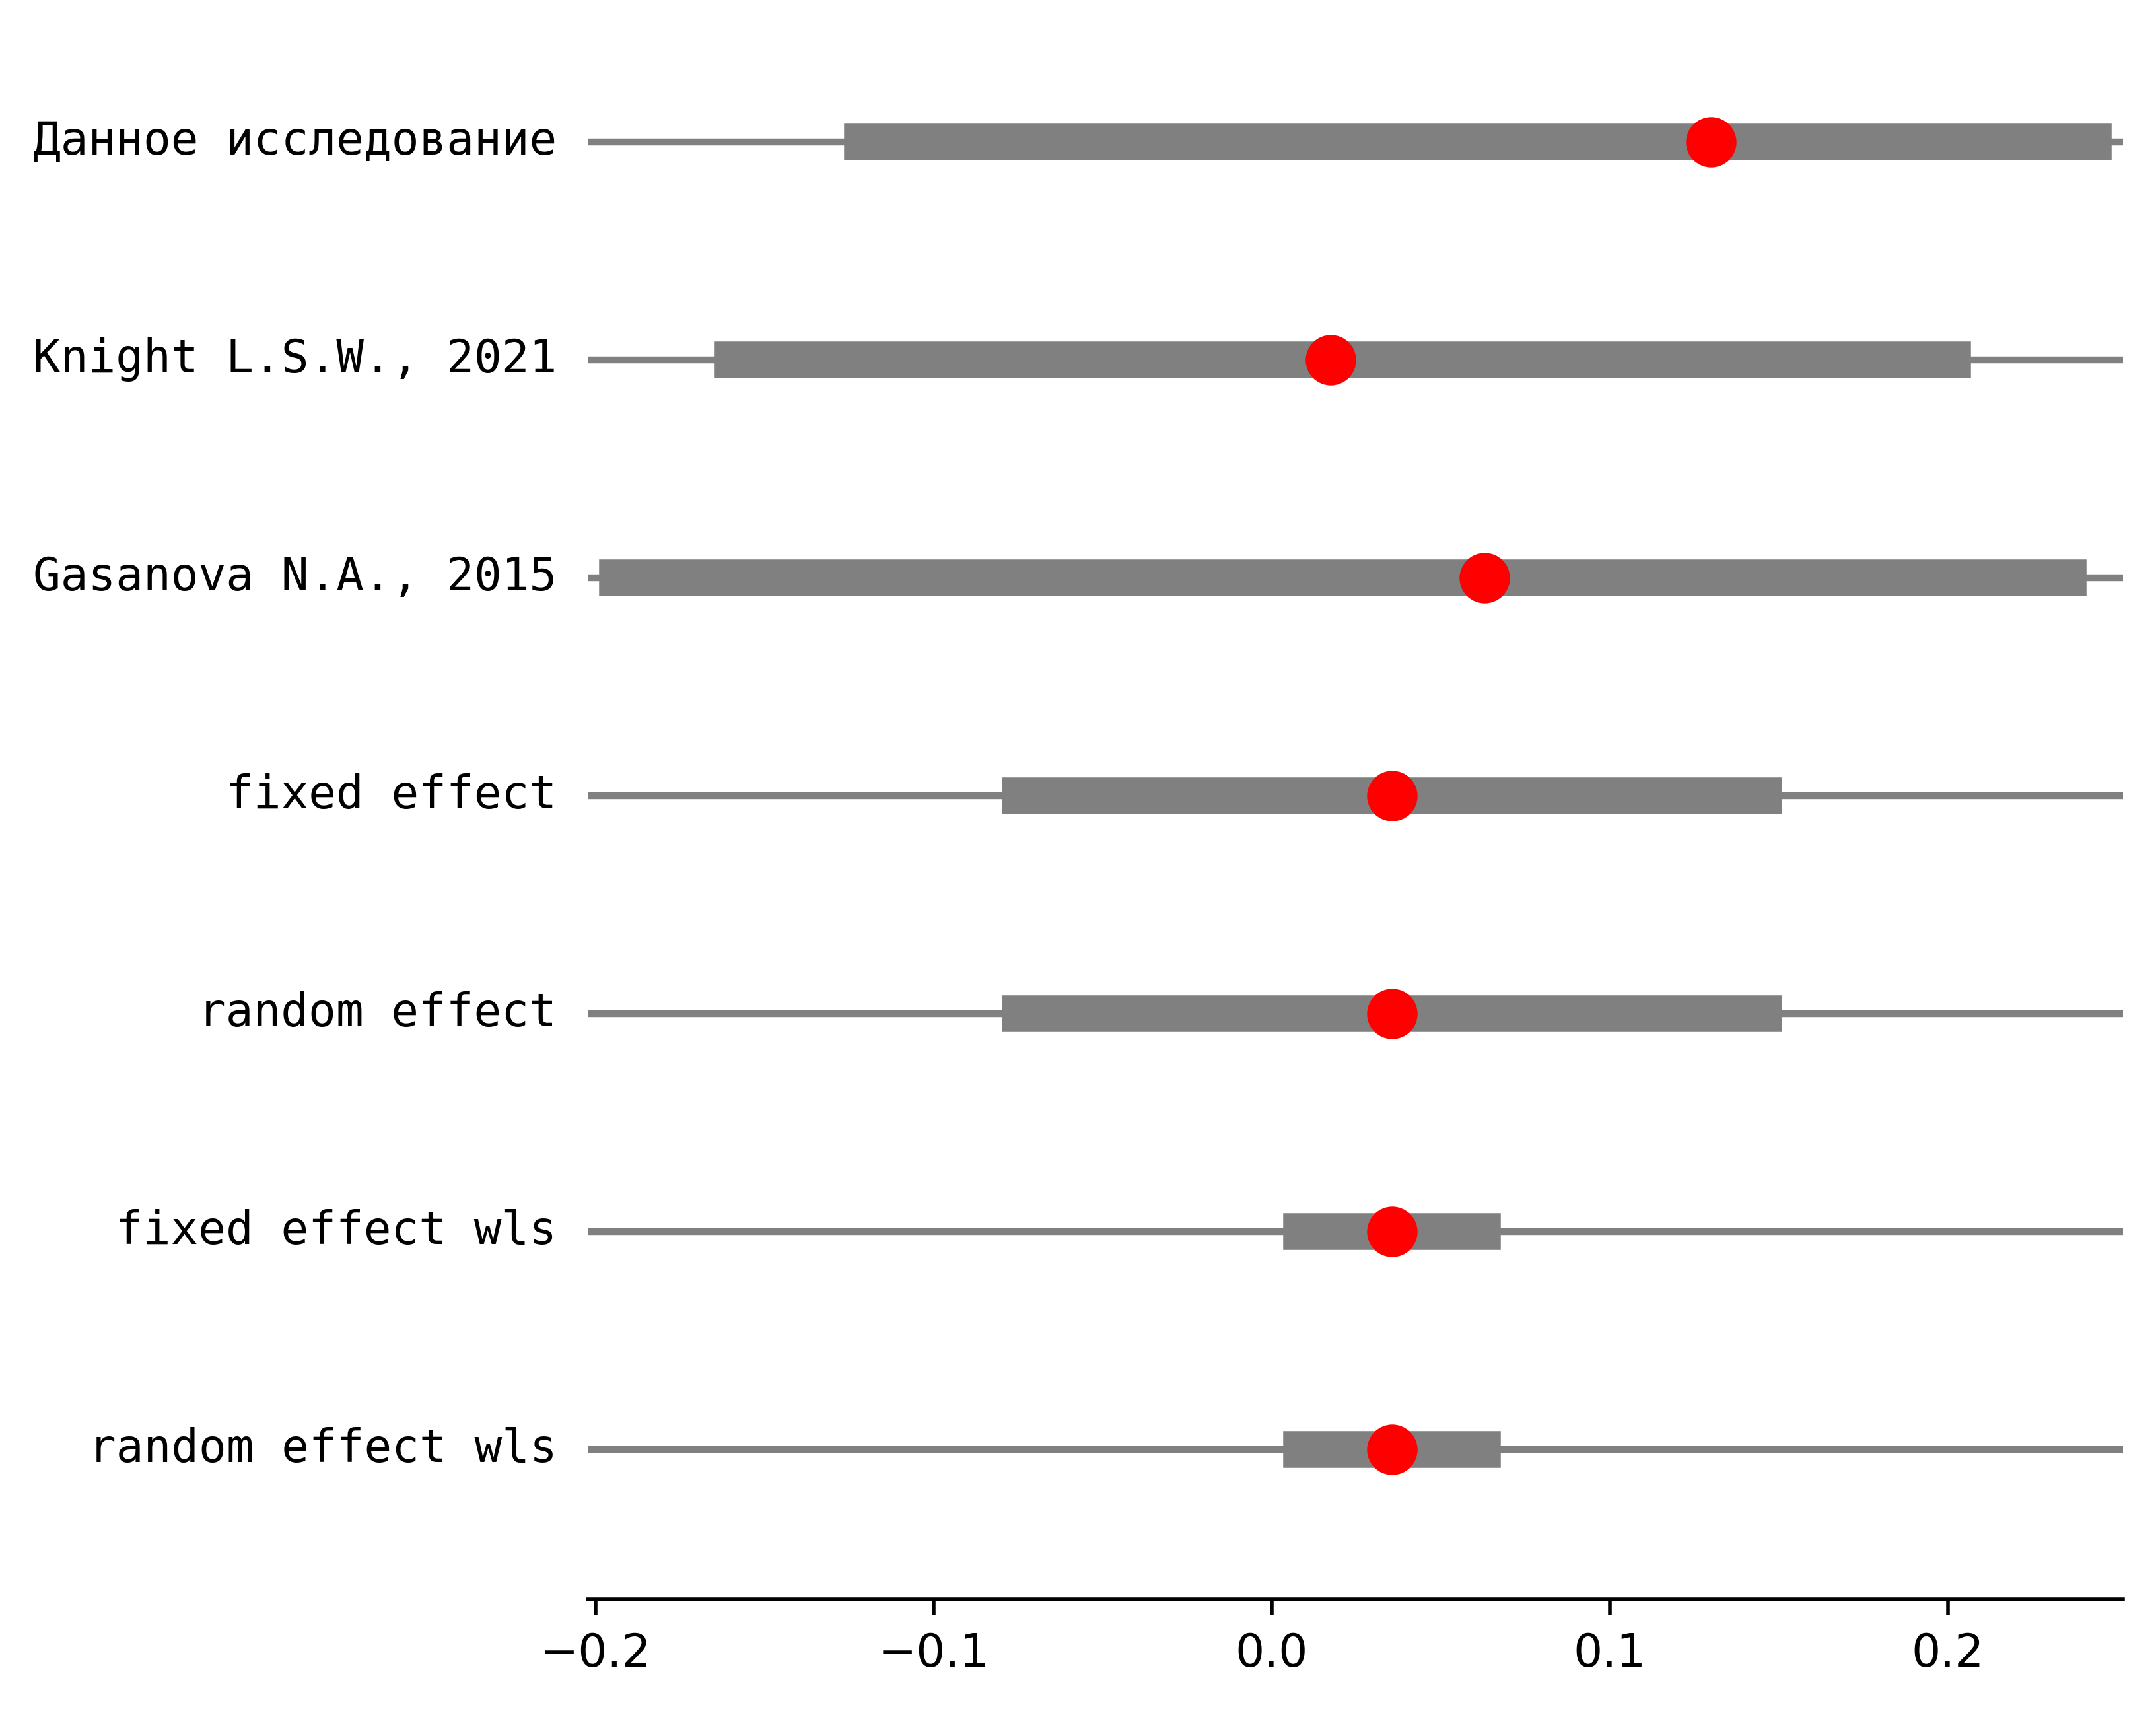 Данное исследование
Knight L.S.W., 2021
Gasanova N.A., 2015
fixed effect
random effect
fixed effect wls
random effect wls
−0.2 −0.1 0.0 0.1 0.2